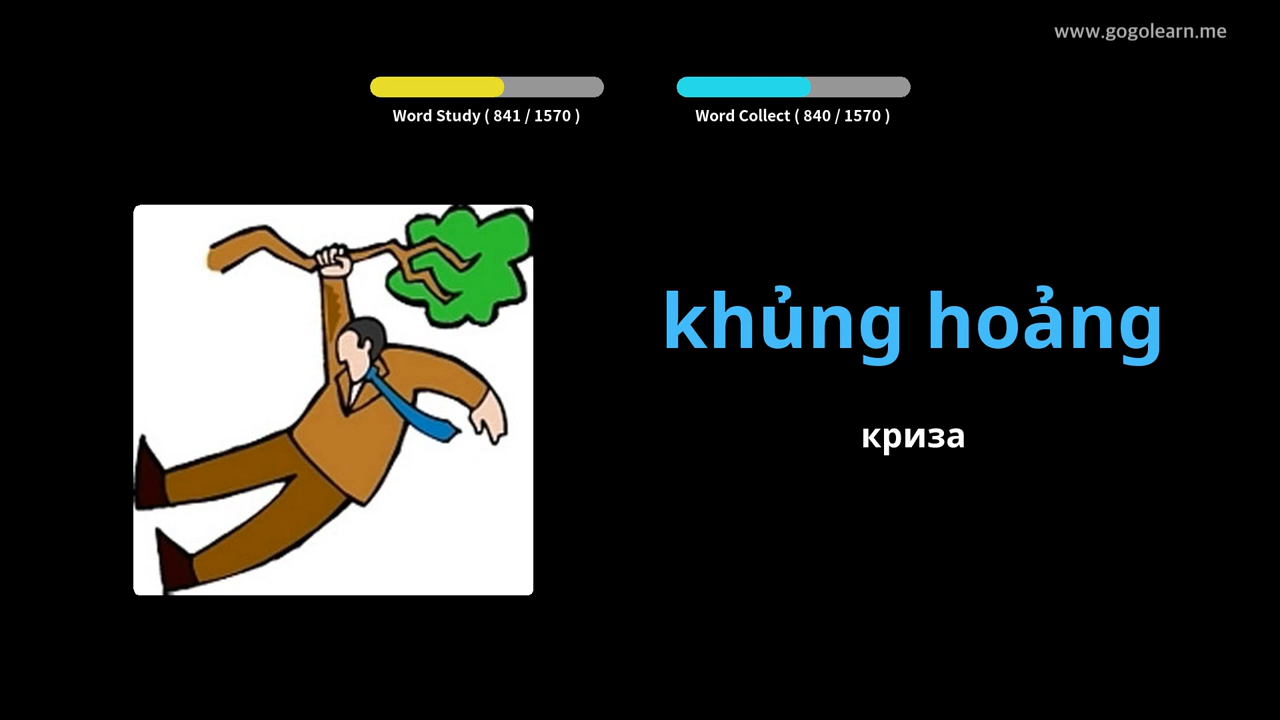 www.gogolearn.me
Word Study ( 841 / 1570 )
Word Collect ( 840 / 1570 )
khủng hoảng
криза